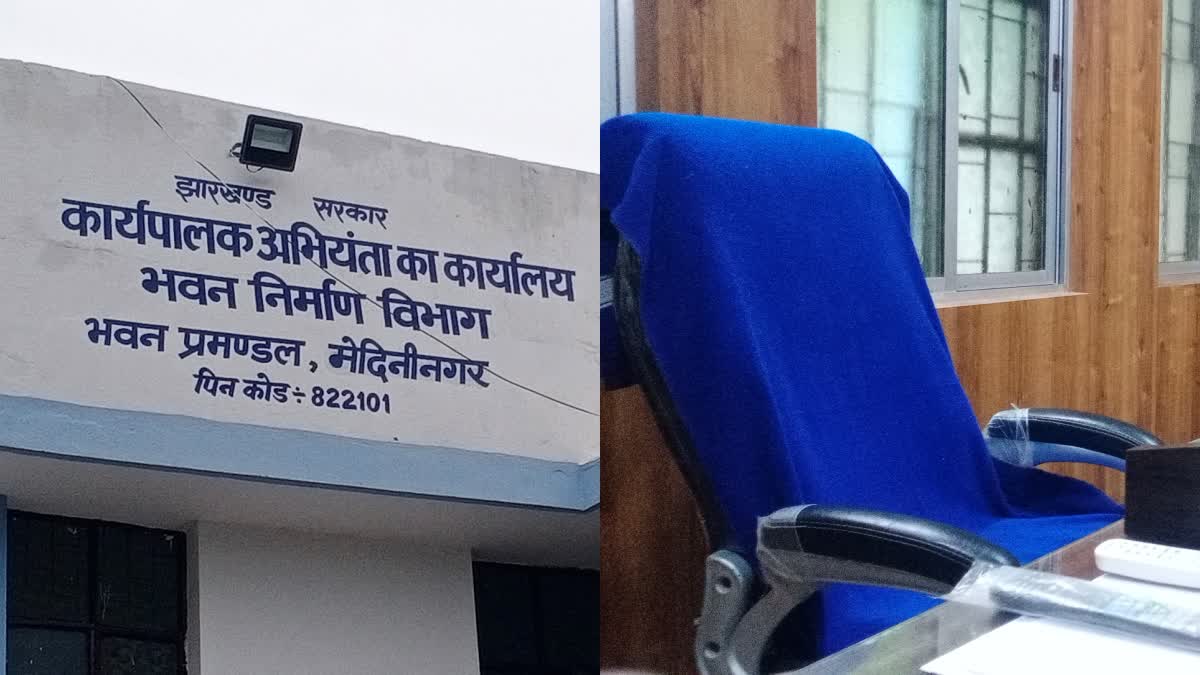 झारखण्ड सरकार
कार्यपालक अभियंता का कार्यालय
भवन निर्माण विभाग
भवन प्रमण्डल, मेदिनीनगर
पिन कोड ÷ 822101